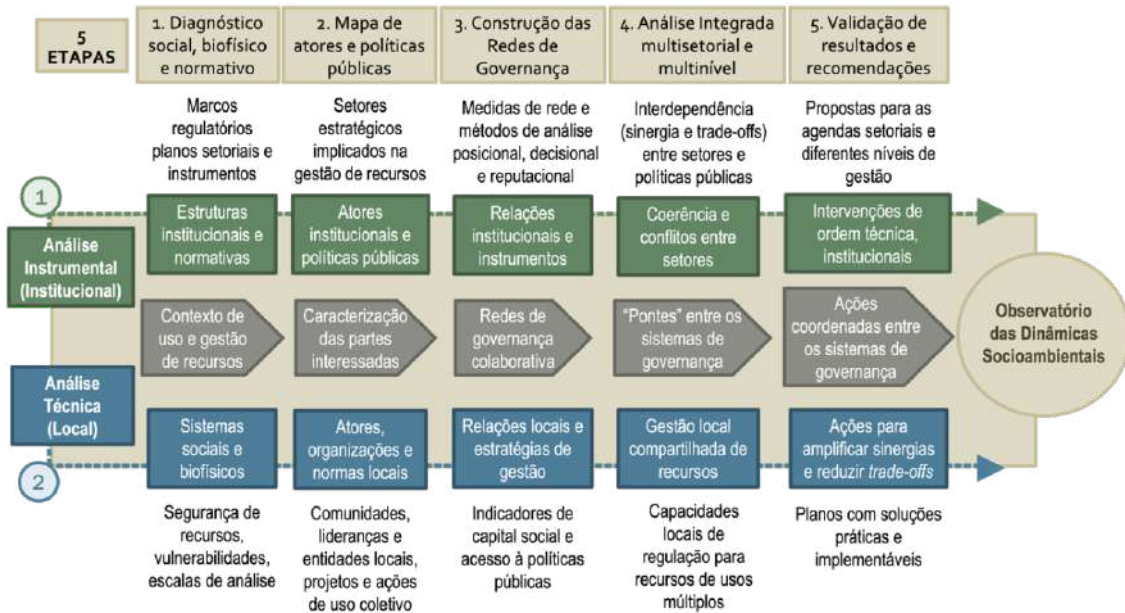 5
ETAPAS
1. Diagnóstico
social, biofísico
e normativo
2. Mapa de
atores e políticas
públicas
3. Construção das
Redes de
Governança
4. Análise Integrada
multisetorial e
multinível
5. Validação de
resultados e
recomendações
Marcos
regulatórios
planos setoriais e
instrumentos
Setores
estratégicos
implicados na
gestão de recursos
Medidas de rede e
métodos de análise
posicional, decisional
e reputacional
Interdependência
(sinergia e trade-offs)
entre setores e
políticas públicas
Propostas para as
agendas setoriais e
diferentes níveis de
gestão
1
Análise
Instrumental
(Institucional)
Estruturas
institucionais e
normativas
Atores
institucionais e
políticas públicas
Relações
institucionais e
instrumentos
Coerência e
conflitos entre
setores
Intervenções de
ordem técnica,
institucionais
Contexto de
uso e gestão
de recursos
Caracterização
das partes
interessadas
Redes de
governança
colaborativa
"Pontes" entre os
sistemas de
governança
Ações
coordenadas entre
os sistemas de
governança
Observatório
das Dinâmicas
Socioambientais
Análise
Técnica
(Local)
2
Sistemas
sociais e
biofísicos
Atores,
organizações e
normas locais
Relações locais e
estratégias de
gestão
Gestão local
compartilhada de
recursos
Ações para
amplificar sinergias
e reduzir trade-offs
Segurança de
recursos,
vulnerabilidades,
escalas de análise
Comunidades,
lideranças e
entidades locais,
projetos e ações
de uso coletivo
Indicadores de
capital social e
acesso à políticas
públicas
Capacidades
locais de
regulação para
recursos de usos
múltiplos
Planos com soluções
práticas e
implementáveis